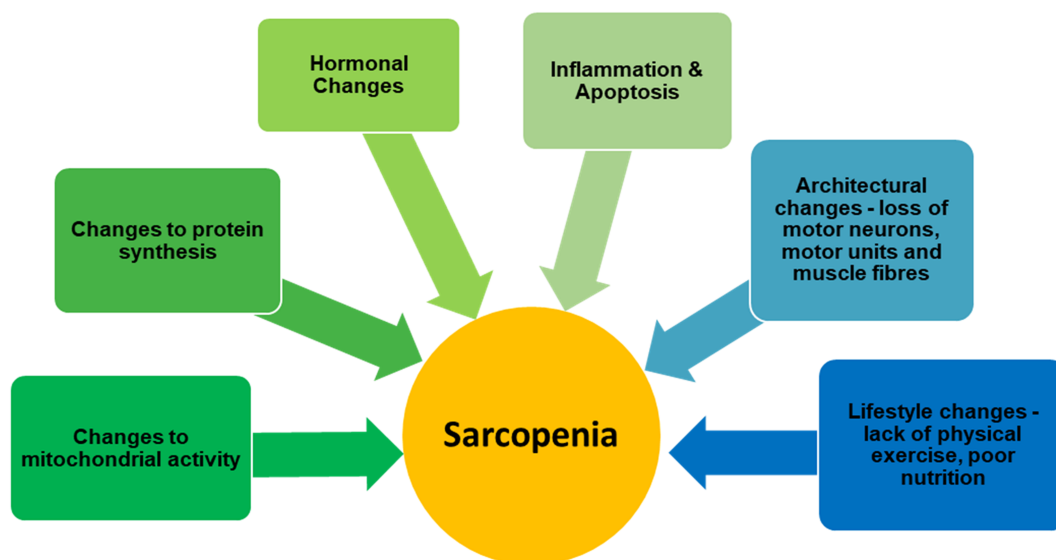 Hormonal
Changes
Inflammation &
Apoptosis
Changes to protein
synthesis
Architectural
changes - loss of
motor neurons,
motor units and
muscle fibres
Changes to
mitochondrial activity
Sarcopenia
Lifestyle changes -
lack of physical
exercise, poor
nutrition